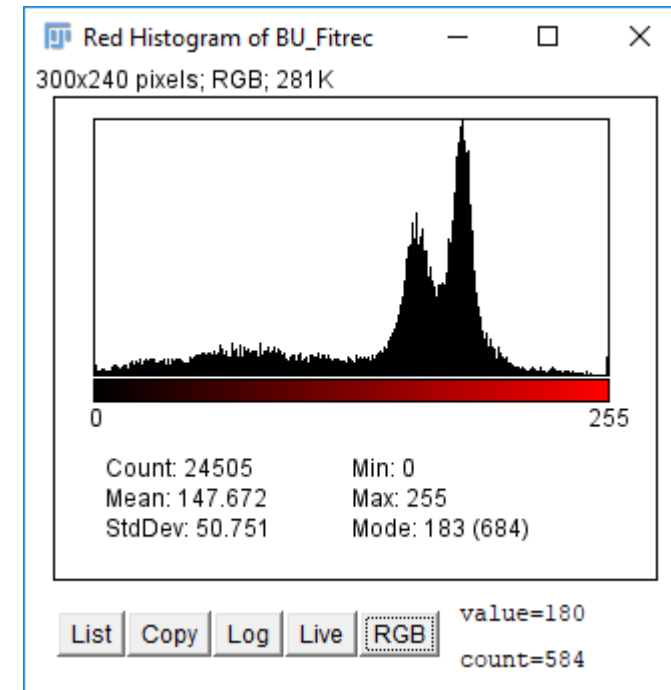 Red Histogram of BU_Fitrec
300x240 pixels; RGB; 281K
0 255
Count: 24505 Min: 0
Mean: 147.672 Max: 255
StdDev: 50.751 Mode: 183 (684)
List Copy Log Live RGB
value=180
count=584